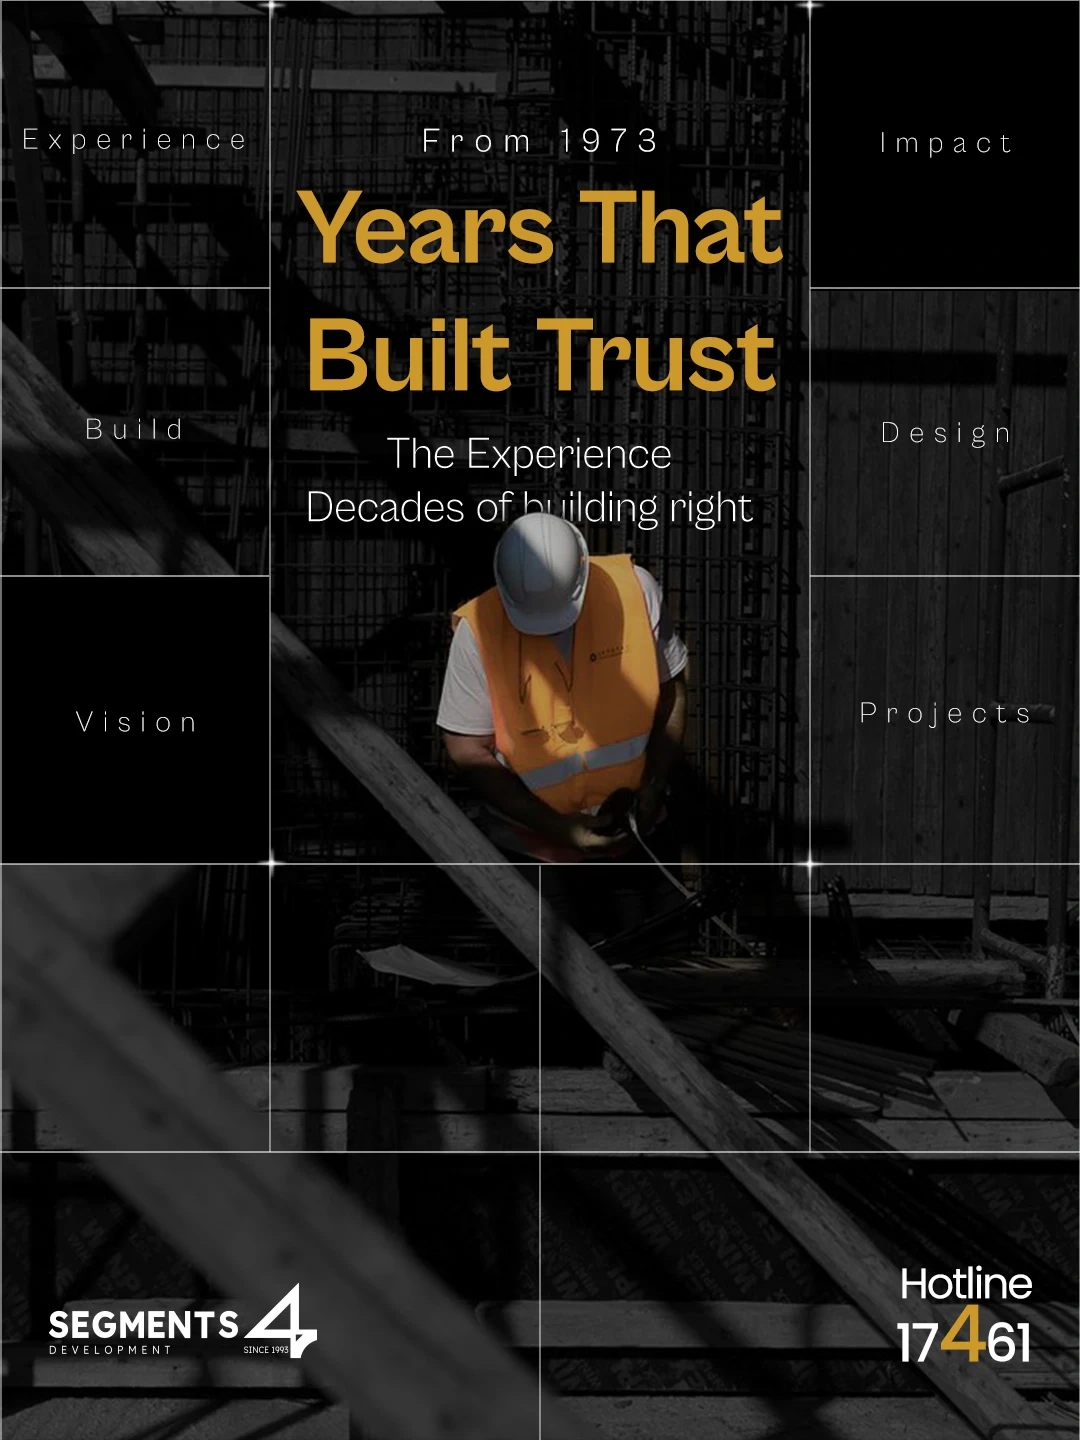 Experience
From 1973
Impact
Years That
Built Trust
Build
Design
The Experience
Decades of building right
Vision
Projects
SEGMENTS 4
DEVELOPMENT
SINCE 1993
Hotline
17461